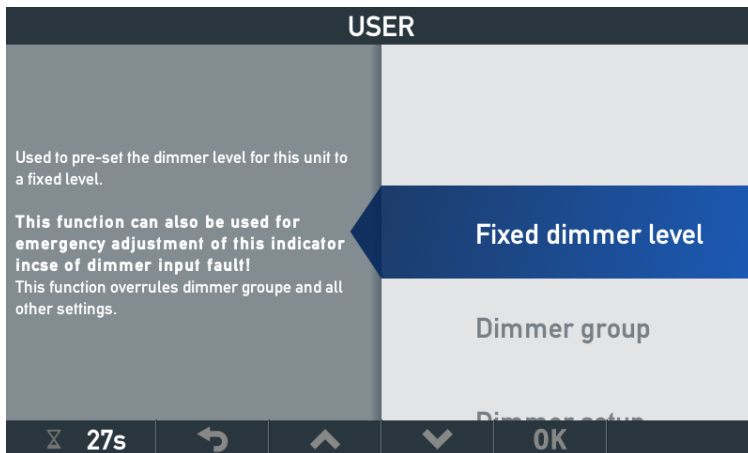 USER
Used to pre-set the dimmer level for this unit to
a fixed level.
This function can also be used for
emergency adjustment of this indicator
incse of dimmer input fault!
This function overrules dimmer groupe and all
other settings.
Fixed dimmer level
Dimmer group
Dimmer setup
27s
OK